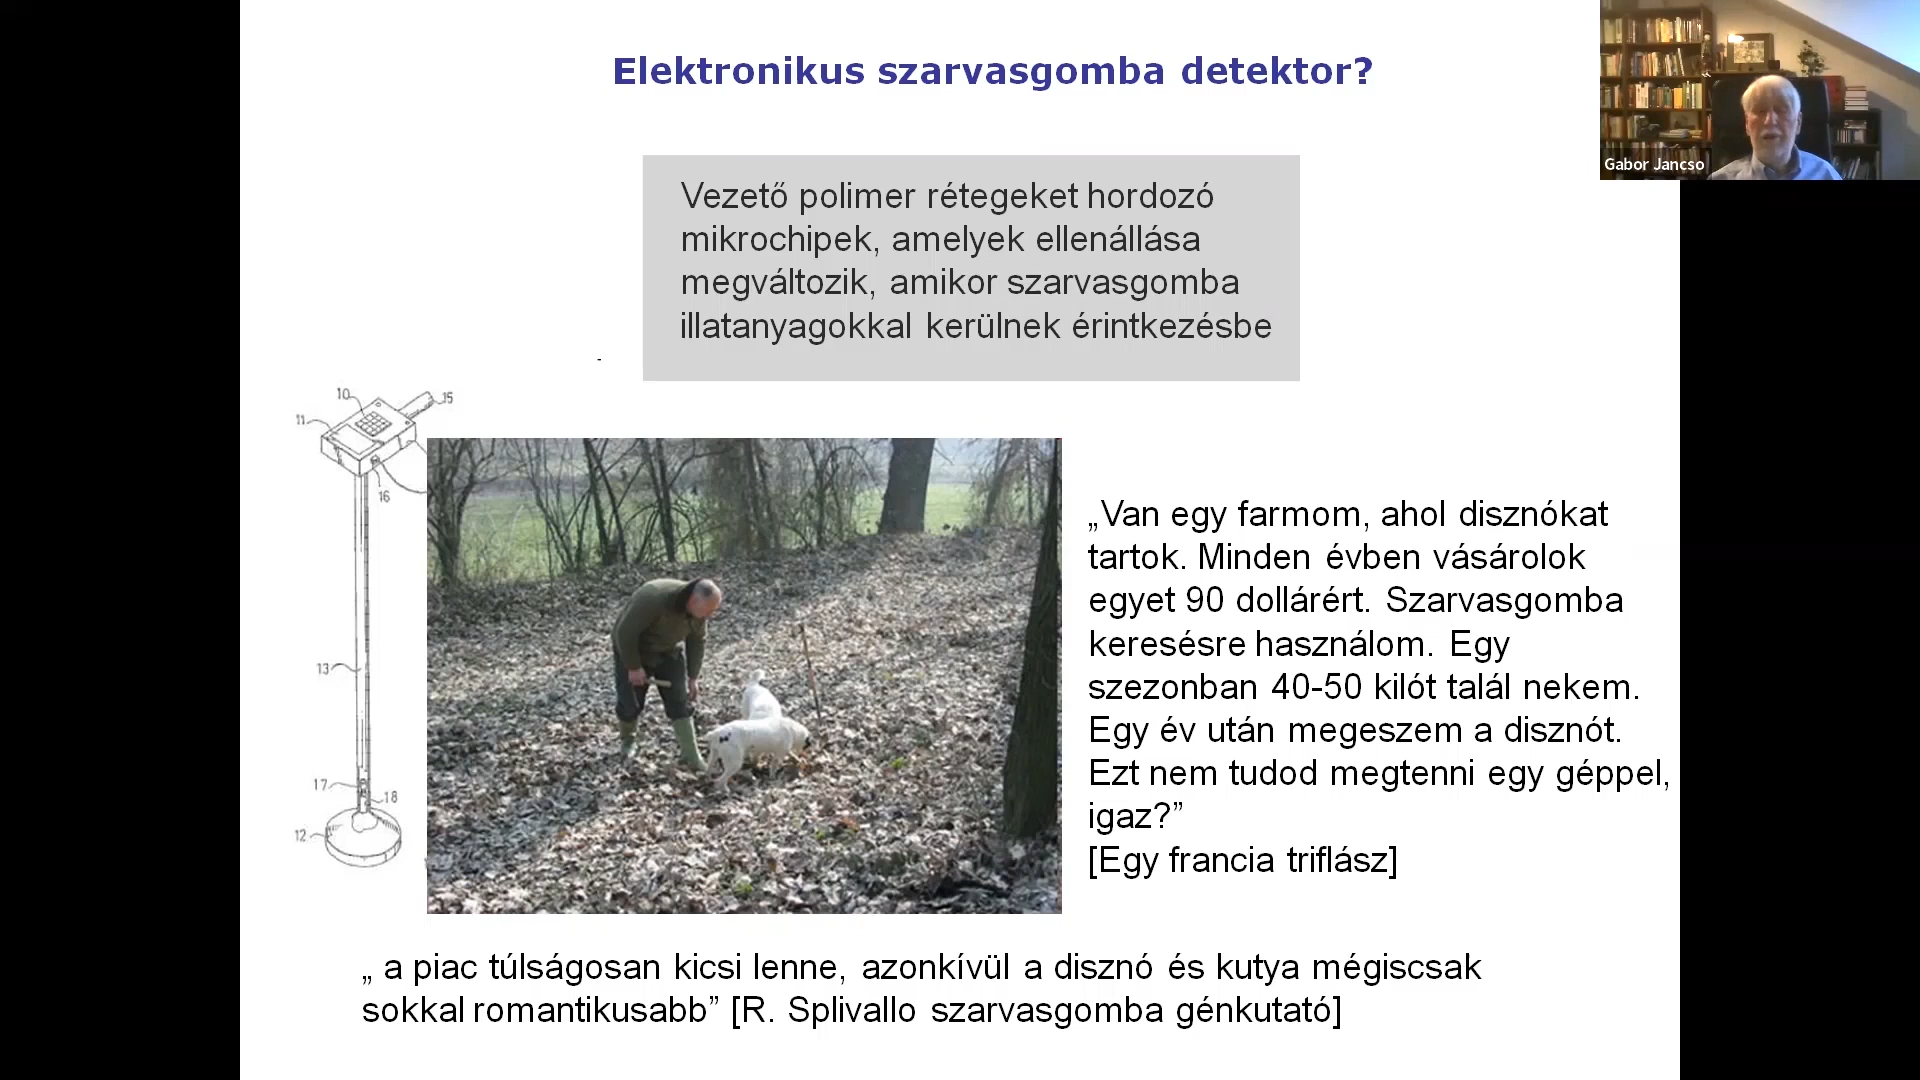 Elektronikus szarvasgomba detektor?
Gabor Jancso
Vezető polimer rétegeket hordozó
mikrochipek, amelyek ellenállása
megváltozik, amikor szarvasgomba
illatanyagokkal kerülnek érintkezésbe
10
15
11
16
13
17
18
12
„Van egy farmom, ahol disznókat
tartok. Minden évben vásárolok
egyet 90 dollárért. Szarvasgomba
keresésre használom. Egy
szezonban 40-50 kilót talál nekem.
Egy év után megeszem a disznót.
Ezt nem tudod megtenni egy géppel,
igaz?”
[Egy francia triflász]
„ a piac túlságosan kicsi lenne, azonkívül a disznó és kutya mégiscsak
sokkal romantikusabb” [R. Splivallo szarvasgomba génkutató]